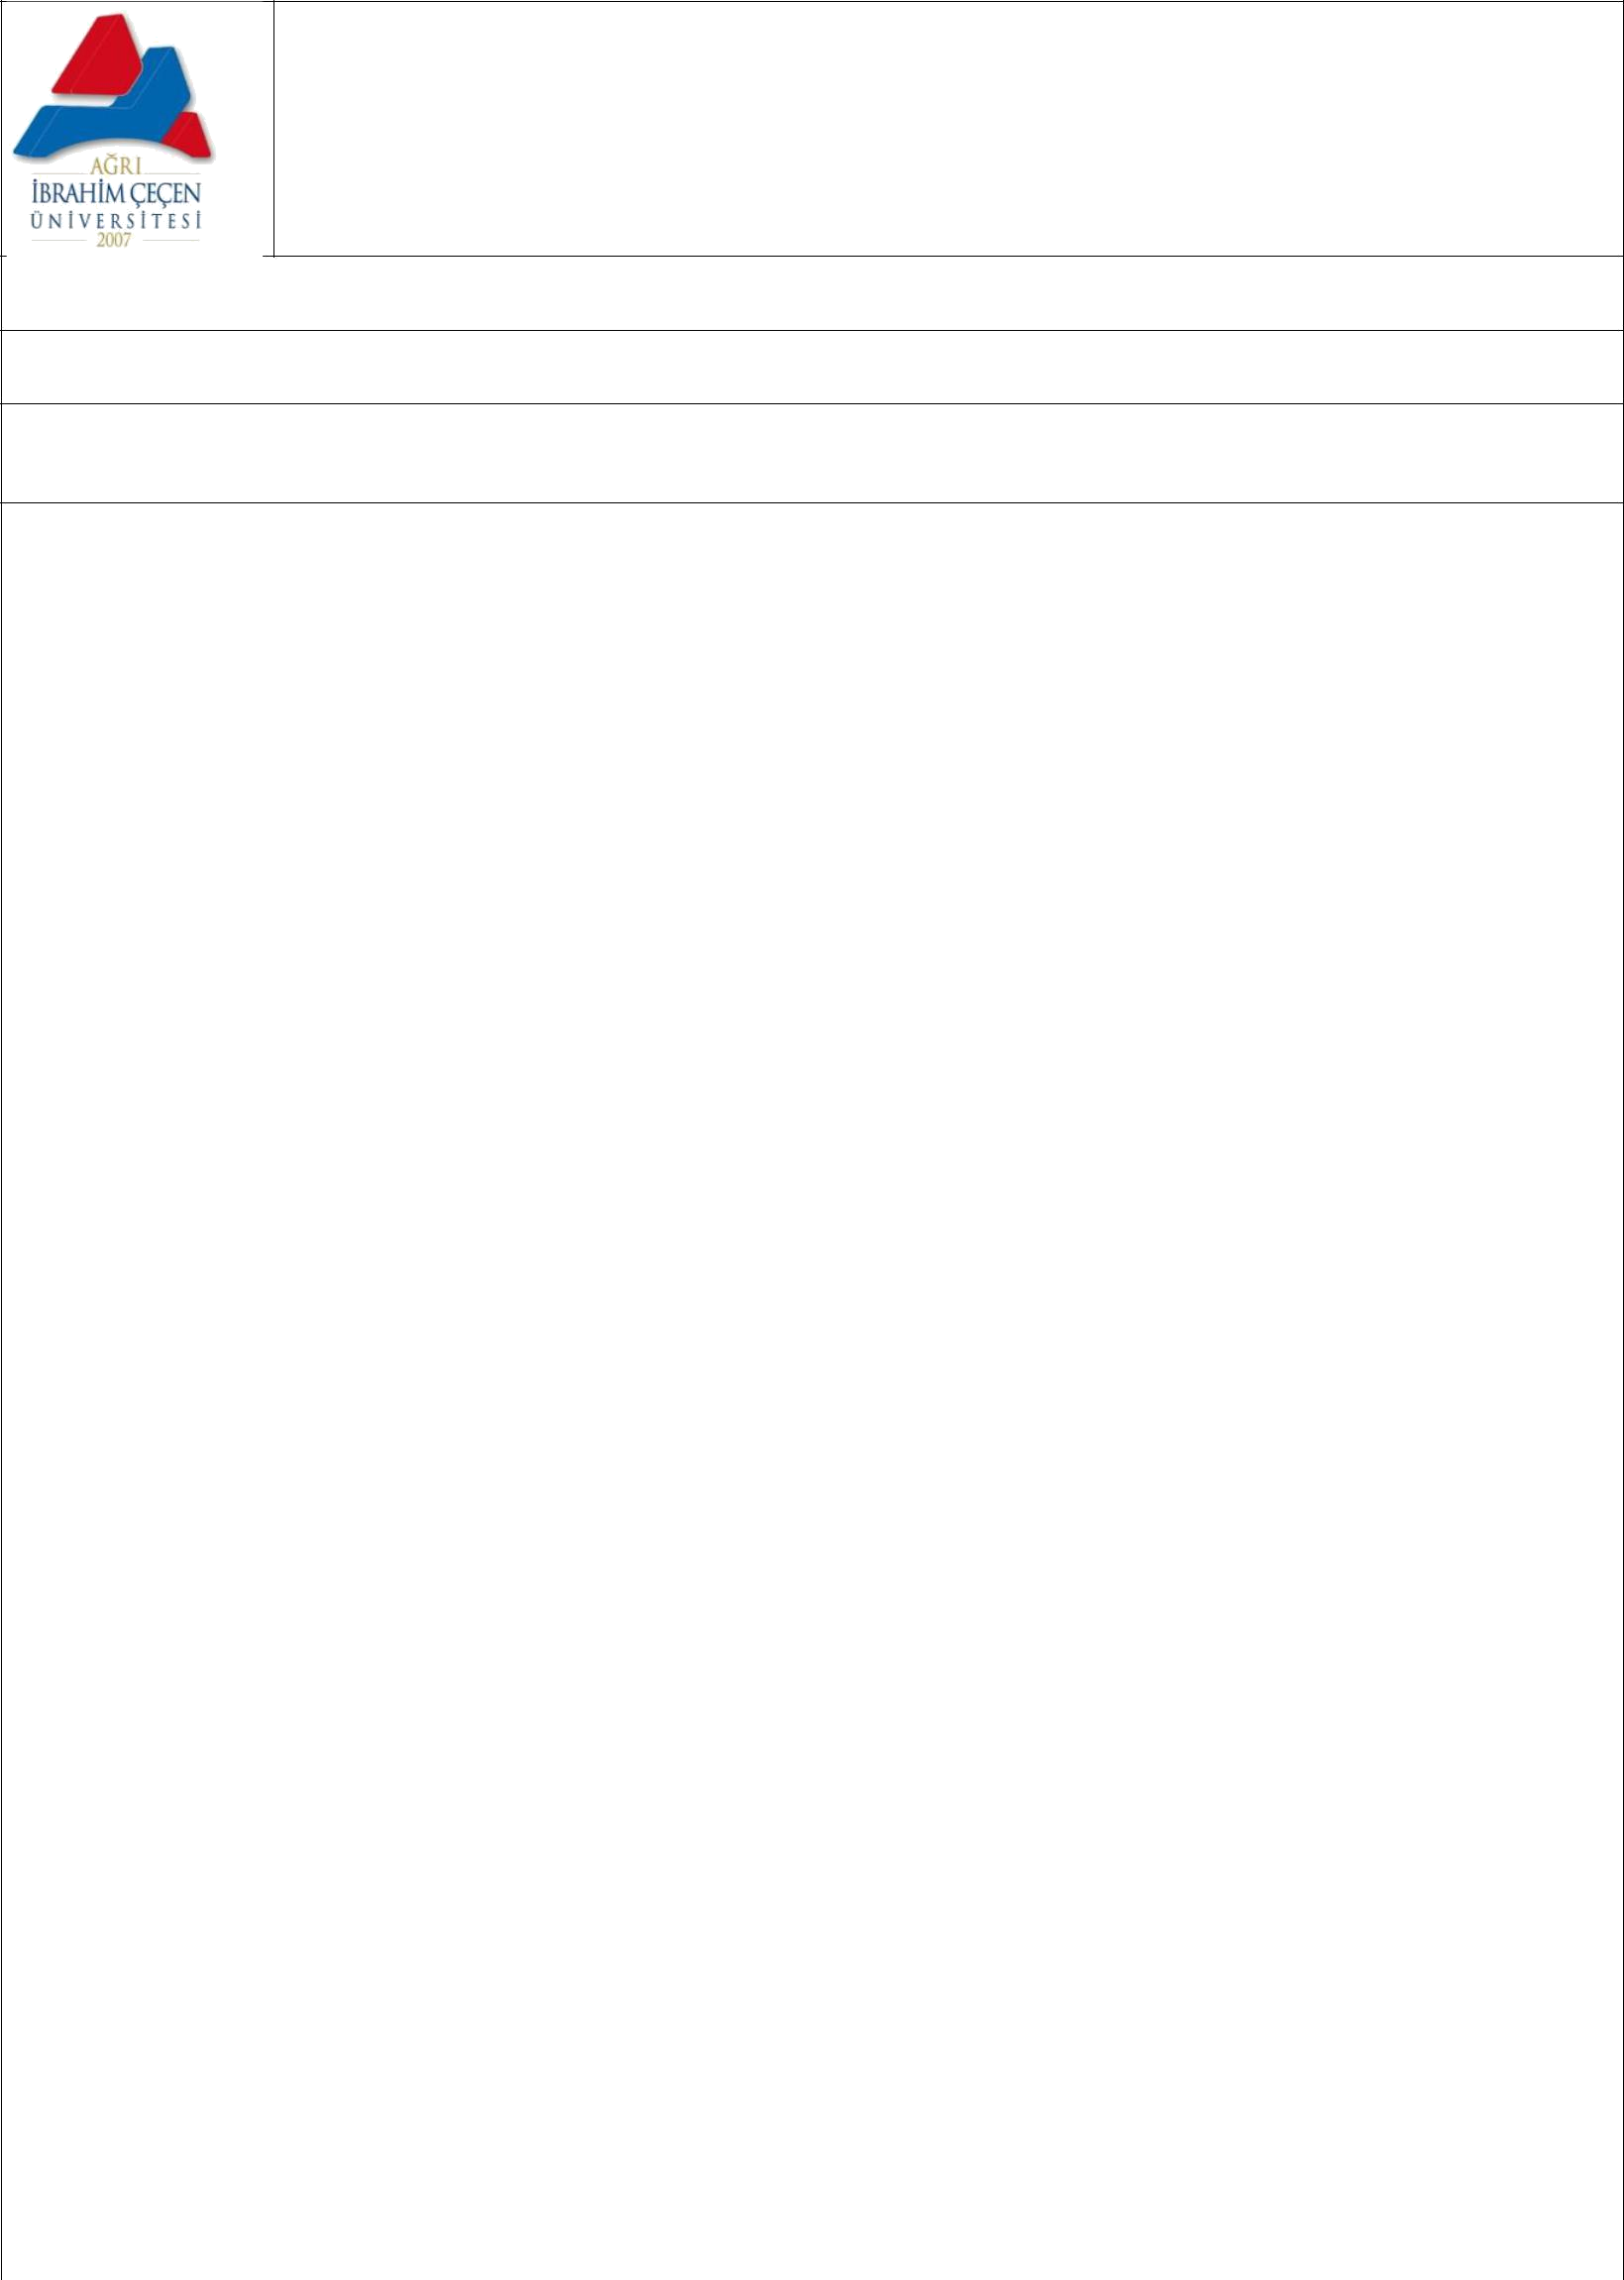 AĞRI
İBRAHİM ÇEÇEN
ÜNİVERSİTESİ
2007